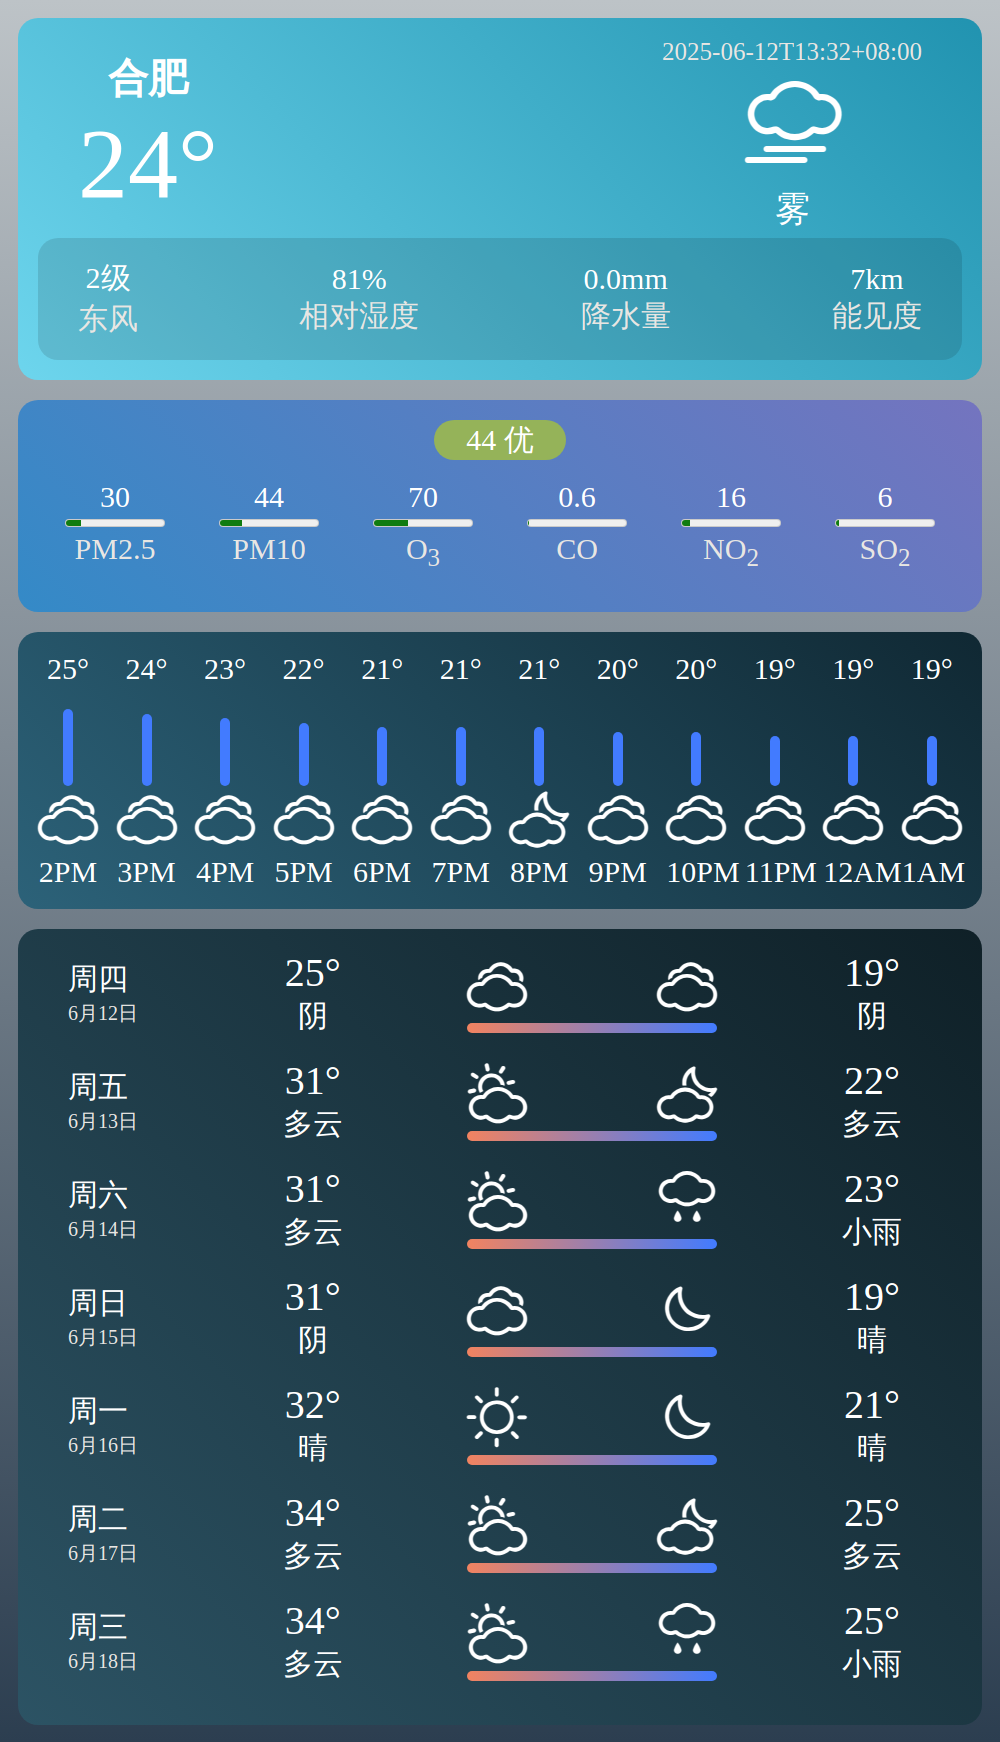 合肥
24°
2025-06-12T13:32+08:00
雾
2级 81% 0.0mm 7km
东风 相对湿度 降水量 能见度
44 优
30 44 70 0.6 16 6
PM2.5 PM10 O3 CO NO2 SO2
25° 24° 23° 22° 21° 21° 21° 20° 20° 19° 19° 19°
2PM 3PM 4PM 5PM 6PM 7PM 8PM 9PM 10PM 11PM 12AM 1AM
周四 25° 19°
6月12日 阴 阴
周五 31° 22°
6月13日 多云 多云
周六 31° 23°
6月14日 多云 小雨
周日 31° 19°
6月15日 阴 晴
周一 32° 21°
6月16日 晴 晴
周二 34° 25°
6月17日 多云 多云
周三 34° 25°
6月18日 多云 小雨